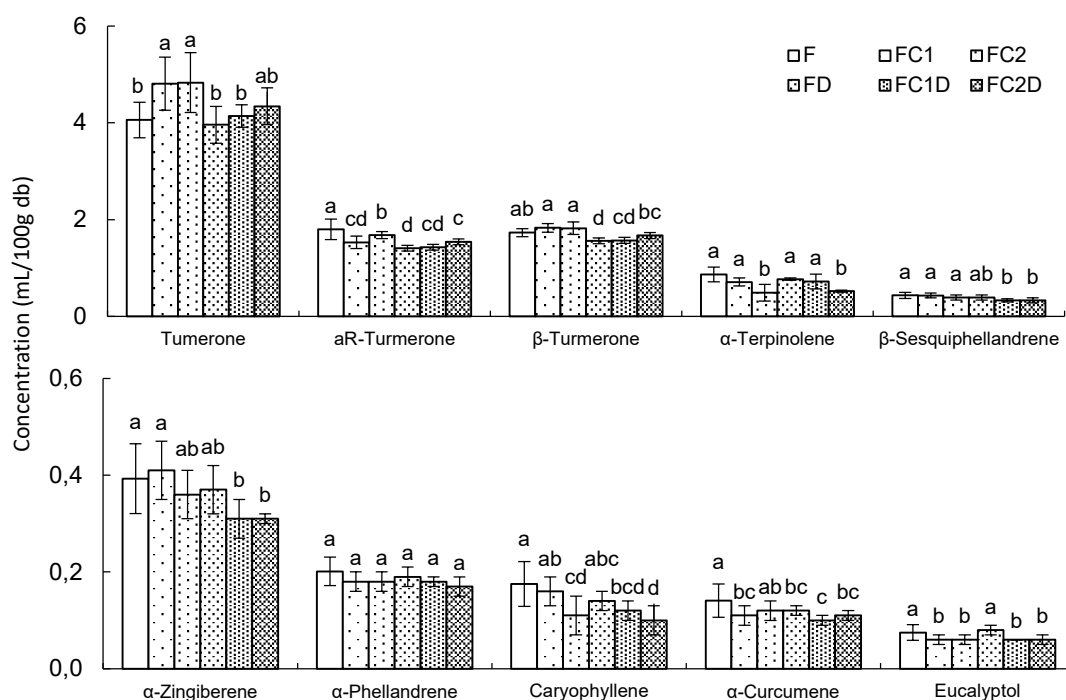 6
4
2
0
Concentration (mL/100g db)
F FC1 FC2
FD FC1D FC2D
b a a b b ab
a cd b d cd c
ab a a d cd bc
a a b a a b
a a a ab b b
Tumerone aR-Turmerone β-Turmerone α-Terpinolene β-Sesquiphellandrene
0,6
0,4
0,2
0,0
a a ab ab b b
a a a a a a
a ab cd abc bcd d
a bc ab bc c bc
a b b a b b
α-Zingiberene α-Phellandrene Caryophyllene α-Curcumene Eucalyptol